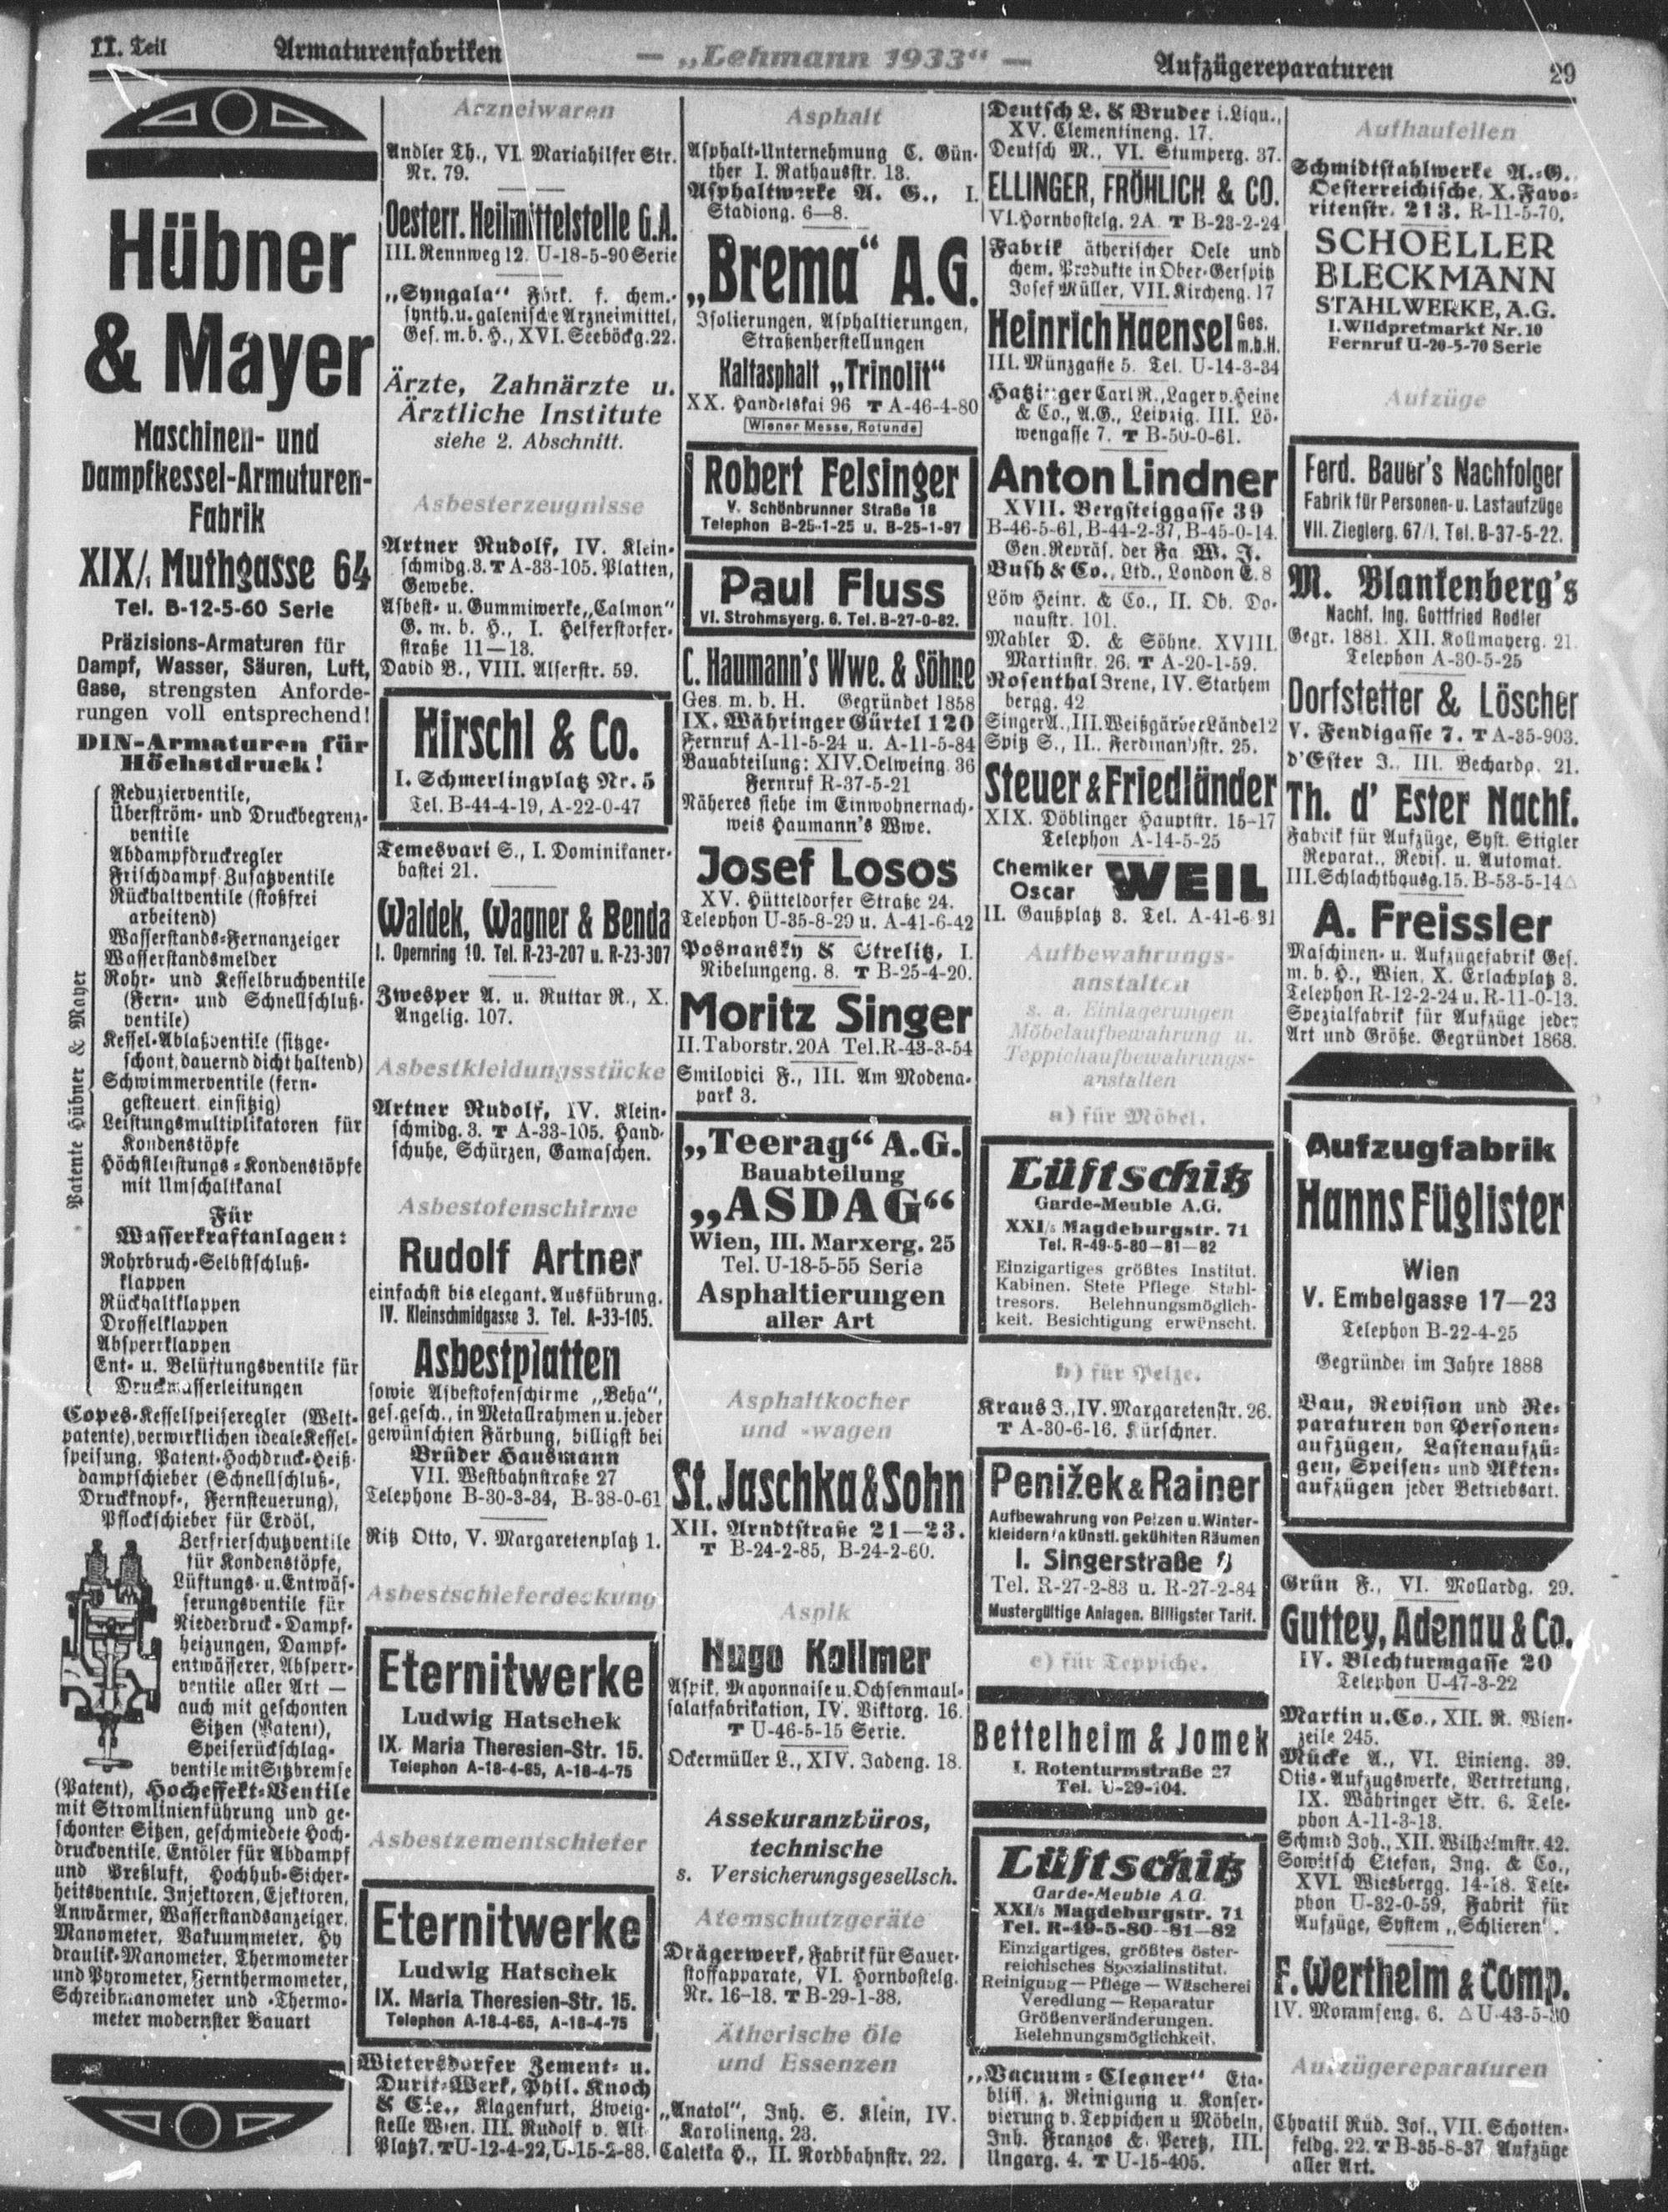 II. Teil
Armaturenfabriken
— „Lehmann 1933“ —
Aufzügereparaturen
29
Hübner
& Mayer
Maschinen- und
Dampfkessel-Armuturen-
Fabrik
XIX/, Muthgasse 64
Tel. B-12-5-60 Serie
Präzisions-Armaturen für
Dampf, Wasser, Säuren, Luft,
Gase, strengsten Anforde-
rungen voll entsprechend!
DIN-Armaturen für
Höchstdruck!
Patente Hübner & Mayer
Reduzierventile,
Überström- und Druckbegrenz-
ventile
Abdampfdruckregler
Frischdampf-Zusatzventile
Rückhaltventile (stoßfrei
arbeitend)
Wasserstands-Fernanzeiger
Wasserstandsmelder
Rohr- und Kesselbruchventile
(Fern- und Schnellschluß-
ventile)
Kessel-Ablaßventile (sitzge-
schont, dauernd dicht haltend)
Schwimmerventile (fern-
gesteuert, einsitzig)
Leistungsmultiplikatoren für
Kondenstöpfe
Höchstleistungs-Kondenstöpfe
mit Umschaltkanal
Für
Wasserkraftanlagen:
Rohrbruch-Selbstschluß-
klappen
Rückhaltklappen
Drosselklappen
Absperrklappen
Ent- u. Belüftungsventile für
Druckwasserleitungen
Copes-Kesselspeiseregler (Welt-
patente), verwirklichen ideale Kessel-
speisung, Patent-Hochdruck-Heiß-
dampfschieber (Schnellschluß-,
Druckknopf-, Fernsteuerung),
Pflockschieber für Erdöl,
Zerfrierschutzventile
für Kondenstöpfe,
Lüftungs- u. Entwäs-
serungsventile für
Niederdruck-Dampf-
heizungen, Dampf-
entwässerer, Absperr-
ventile aller Art —
auch mit geschonten
Sitzen (Patent),
Speiserückschlag-
ventile mit Sitzbremse
(Patent), Hocheffekt-Ventile
mit Stromlinienführung und ge-
schonter Sitzen, geschmiedete Hoch-
druckventile. Entöler für Abdampf
und Preßluft, Hochhub-Sicher-
heitsventile. Injektoren, Ejektoren,
Anwärmer, Wasserstandsanzeiger,
Manometer, Vakuummeter, Hy
draulik-Manometer, Thermometer
und Pyrometer, Fernthermometer,
Schreibmanometer und -Thermo-
meter modernster Bauart
Arzneiwaren
Andler Th., VI. Mariahilfer Str.
Nr. 79.
Oesterr. Heilmittelstelle G.A.
III. Rennweg 12. U-18-5-90 Serie
„Syngala“ Fbrk. f. chem.-
synth. u. galenische Arzneimittel,
Ges. m. b. H., XVI. Seeböckg. 22.
Ärzte, Zahnärzte u.
Ärztliche Institute
siehe 2. Abschnitt.
Asbesterzeugnisse
Artner Rudolf, IV. Klein-
schmidg. 3. T A-33-105. Platten,
Gewebe.
Asbest- u. Gummiwerke „Calmon“
G. m. b. H., I. Helferstorfer-
straße 11—13.
David B., VIII. Alserstr. 59.
Hirschl & Co.
I. Schmerlingplatz Nr. 5
Tel. B-44-4-19, A-22-0-47
Temesvari S., I. Dominikaner-
bastei 21.
Waldek, Wagner & Benda
I. Opernring 10. Tel. R-23-207 u. R-23-307
Zwesper A. u. Ruttar R., X.
Angelig. 107.
Asbestkleidungsstücke
Artner Rudolf, IV. Klein-
schmidg. 3. T A-33-105. Hand-
schuhe, Schürzen, Gamaschen.
Asbestofenschirme
Rudolf Artner
einfachst bis elegant. Ausführung.
IV. Kleinschmidgasse 3. Tel. A-33-105.
Asbestplatten
sowie Asbestofenschirme „Beha“,
ges. gesch., in Metallrahmen u. jeder
gewünschten Färbung, billigst bei
Brüder Hausmann
VII. Westbahnstraße 27
Telephone B-30-3-34, B-38-0-61
Ritz Otto, V. Margaretenplatz 1.
Asbestschieferdeckung
Eternitwerke
Ludwig Hatschek
IX. Maria Theresien-Str. 15.
Telephon A-18-4-65, A-18-4-75
Asbestzementschiefer
Eternitwerke
Ludwig Hatschek
IX. Maria Theresien-Str. 15.
Telephon A-18-4-65, A-18-4-75
Wietersdorfer Zement- u.
Durit-Werk, Phil. Knoch
& Cie., Klagenfurt, Zweig-
stelle Wien. III. Rudolf v. Alt
Platz 7. T U-12-4-22, U-15-2-88.
Asphalt
Asphalt-Unternehmung C. Gün-
ther I. Rathausstr. 13.
Asphaltwerke A. G., I.
Stadiong. 6—8.
„Brema“ A.G.
Isolierungen, Asphaltierungen,
Straßenherstellungen
Kaltasphalt „Trinolit“
XX. Handelskai 96 T A-46-4-80
Wiener Messe, Rotunde
Robert Felsinger
V. Schönbrunner Straße 18
Telephon B-25-1-25 u. B-25-1-97
Paul Fluss
VI. Strohmayerg. 6. Tel. B-27-0-82.
C. Haumann's Wwe. & Söhne
Ges. m. b. H. Gegründet 1858
IX. Währinger Gürtel 120
Fernruf A-11-5-24 u. A-11-5-84
Bauabteilung: XIV. Oelweing. 36
Fernruf R-37-5-21
Näheres siehe im Einwohnernach-
weis Haumann's Wwe.
Josef Losos
XV. Hütteldorfer Straße 24.
Telephon U-35-8-29 u. A-41-6-42
Posnansky & Strelitz, I.
Nibelungeng. 8. T B-25-4-20.
Moritz Singer
II. Taborstr. 20A Tel. R-43-3-54
Smilovici F., III. Am Modena-
park 3.
„Teerag“ A.G.
Bauabteilung
„ASDAG“
Wien, III. Marxerg. 25
Tel. U-18-5-55 Serie
Asphaltierungen
aller Art
Asphaltkocher
und -wagen
St. Jaschka & Sohn
XII. Arndtstraße 21—23.
T B-24-2-85, B-24-2-60.
Aspik
Hugo Kollmer
Aspik, Mayonnaise u. Ochsenmaul-
salatfabrikation, IV. Viktorg. 16.
T U-46-5-15 Serie.
Ockermüller L., XIV. Jadeng. 18.
Assekuranzbüros,
technische
s. Versicherungsgesellsch.
Atemschutzgeräte
Drägerwerk, Fabrik für Sauer-
stoffapparate, VI. Hornbostelg.
Nr. 16-18. T B-29-1-38.
Ätherische Öle
und Essenzen
„Anatol“, Inh. S. Klein, IV.
Karolineng. 23.
Caletka H., II. Nordbahnstr. 22.
Deutsch L. & Bruder i. Liqu.,
XV. Clementineng. 17.
Deutsch M., VI. Stumperg. 37.
ELLINGER, FRÖHLICH & CO.
VI. Hornbostelg. 2A T B-23-2-24
Fabrik ätherischer Oele und
chem. Produkte in Ober-Gerspitz
Josef Müller, VII. Kircheng. 17
Heinrich Haensel Ges. m.b.H.
III. Münzgasse 5. Tel. U-14-3-34
Hatzinger Carl R., Lager v. Heine
& Co., A.G., Leipzig. III. Lö-
wengasse 7. T B-50-0-61.
Anton Lindner
XVII. Bergsteiggasse 39
B-46-5-61, B-44-2-37, B-45-0-14.
Gen. Repräs. der Fa. W. J.
Bush & Co., Ltd., London E. 8
Löw Heinr. & Co., II. Ob. Do-
naustr. 101.
Mahler D. & Söhne. XVIII.
Martinstr. 26. T A-20-1-59.
Rosenthal Irene, IV. Starhem
bergg. 42
Singer A., III. Weißgärber Lände 12
Spitz S., II. Ferdinandstr. 25.
Steuer & Friedländer
XIX. Döblinger Hauptstr. 15-17
Telephon A-14-5-25
Chemiker Oscar WEIL
II. Gaußplatz 3. Tel. A-41-6 31
Aufbewahrungs-
anstalten
s. a. Einlagerungen
Möbelaufbewahrung u.
Teppichaufbewahrungs-
anstalten
a) für Möbel.
Lüftschitz
Garde-Meuble A.G.
XXI/5 Magdeburgstr. 71
Tel. R-49-5-80—81—82
Einzigartiges größtes Institut.
Kabinen. Stete Pflege Stahl-
tresors. Belehnungsmöglich-
keit. Besichtigung erwünscht.
b) für Pelze.
Kraus J., IV. Margaretenstr. 26.
T A-30-6-16. Kürschner.
Penižek & Rainer
Aufbewahrung von Pelzen u. Winter-
kleidern in künstl. gekühlten Räumen
I. Singerstraße
Tel. R-27-2-83 u. R-27-2-84
Mustergültige Anlagen. Billigster Tarif.
c) für Teppiche.
Bettelheim & Jomek
I. Rotenturmstraße 27
Tel. U-29-104.
Lüftschitz
Garde-Meuble A G.
XXI/5 Magdeburgstr. 71
Tel. R-49-5-80—81—82
Einzigartiges, größtes öster-
reichisches Spezialinstitut.
Reinigung — Pflege — Wäscherei
Veredlung — Reparatur
Größenveränderungen.
Belehnungsmöglichkeit.
„Vacuum-Cleaner“ Eta-
bliss. z. Reinigung u. Konser-
vierung v. Teppichen u Möbeln,
Inh. Franzos & Peretz, III.
Ungarg. 4. T U-15-405.
Aufhaufeilen
Schmidtstahlwerke A.-G.
Oesterreichische, X. Favo-
ritenstr. 213. R-11-5-70.
SCHOELLER
BLECKMANN
STAHLWERKE, A.G.
I. Wildpretmarkt Nr. 10
Fernruf U-20-5-70 Serie
Aufzüge
Ferd. Bauer's Nachfolger
Fabrik für Personen- u. Lastaufzüge
VII. Zieglerg. 67/I. Tel. B-37-5-22.
M. Blankenberg's
Nachf. Ing. Gottfried Rodler
Gegr. 1881. XII. Kollmayerg. 21.
Telephon A-30-5-25
Dorfstetter & Löscher
V. Fendigasse 7. T A-35-903.
d'Ester J., III. Bechardg. 21.
Th. d' Ester Nachf.
Fabrik für Aufzüge, Syst. Stigler
Reparat., Revis. u. Automat.
III. Schlachthausg. 15. B-53-5-14△
A. Freissler
Maschinen- u. Aufzügefabrik Ges.
m. b. H., Wien, X. Erlachplatz 3.
Telephon R-12-2-24 u. R-11-0-13.
Spezialfabrik für Aufzüge jeder
Art und Größe. Gegründet 1868.
Aufzugfabrik
Hanns Füglister
Wien
V. Embelgasse 17—23
Telephon B-22-4-25
Gegründet im Jahre 1888
Bau, Revision und Re-
paraturen von Personen-
aufzügen, Lastenaufzü-
gen, Speisen- und Akten-
aufzügen jeder Betriebsart.
Grün F., VI. Mollardg. 29.
Guttey, Adenau & Co.
IV. Blechturmgasse 20
Telephon U-47-3-22
Martin u. Co., XII. R. Wien-
zeile 245.
Mücke A., VI. Linieng. 39.
Otis-Aufzugswerke, Vertretung,
IX. Währinger Str. 6. Tele-
phon A-11-3-13.
Schmid Joh., XII. Wilhelmstr. 42.
Sowitsch Stefan, Ing. & Co.,
XVI. Wiesbergg. 14-18. Tele-
phon U-32-0-59, Fabrik für
Aufzüge, System „Schlieren“.
F. Wertheim & Comp.
IV. Mommseng. 6. △ U-43-5-30
Aufzügereparaturen
Chvatil Rud. Jos., VII. Schotten-
feldg. 22. T B-35-8-37 Aufzüge
aller Art.